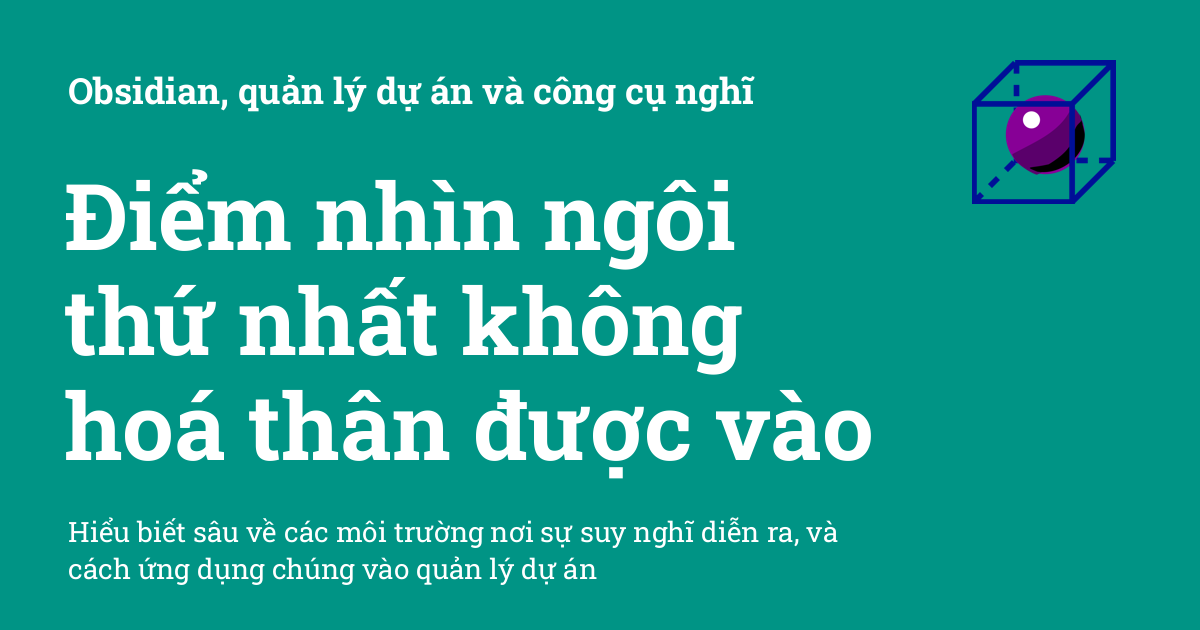 Obsidian, quản lý dự án và công cụ nghĩ
Điểm nhìn ngôi
thứ nhất không
hoá thân được vào
Hiểu biết sâu về các môi trường nơi sự suy nghĩ diễn ra, và
cách ứng dụng chúng vào quản lý dự án